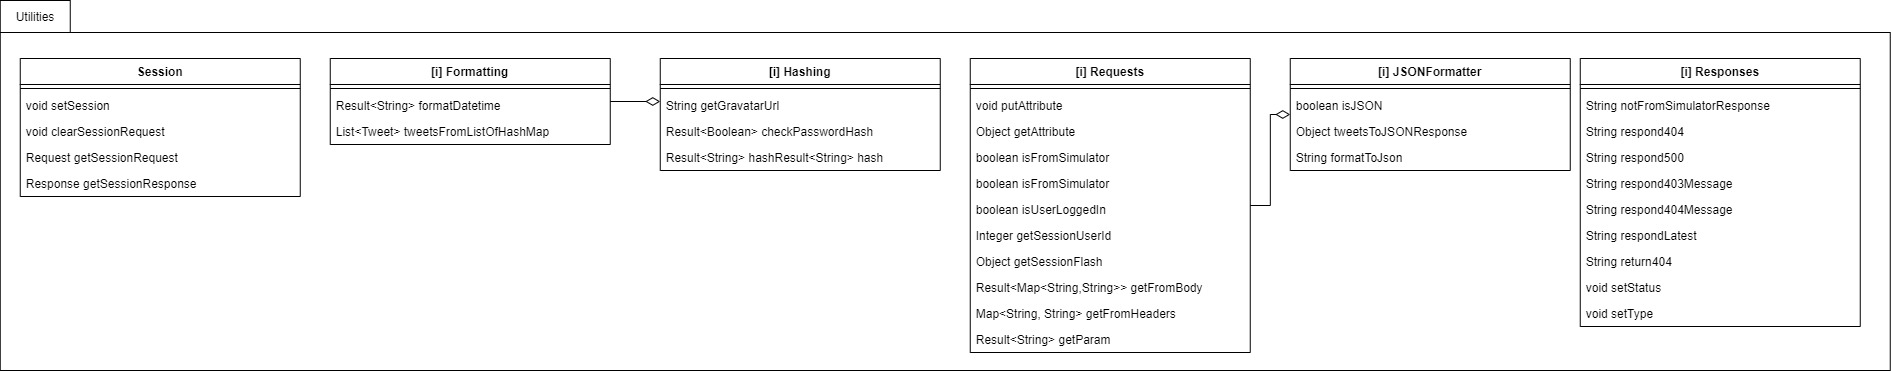 Utilities
Session
void setSession
void clearSessionRequest
Request getSessionRequest
Response getSessionResponse
[i] Formatting
Result<String> formatDatetime
List<Tweet> tweetsFromListOfHashMap
[i] Hashing
String getGravatarUrl
Result<Boolean> checkPasswordHash
Result<String> hashResult<String> hash
[i] Requests
void putAttribute
Object getAttribute
boolean isFromSimulator
boolean isFromSimulator
boolean isUserLoggedIn
Integer getSessionUserId
Object getSessionFlash
Result<Map<String,String>> getFromBody
Map<String, String> getFromHeaders
Result<String> getParam
[i] JSONFormatter
boolean isJSON
Object tweetsToJSONResponse
String formatToJson
[i] Responses
String notFromSimulatorResponse
String respond404
String respond500
String respond403Message
String respond404Message
String respondLatest
String return404
void setStatus
void setType